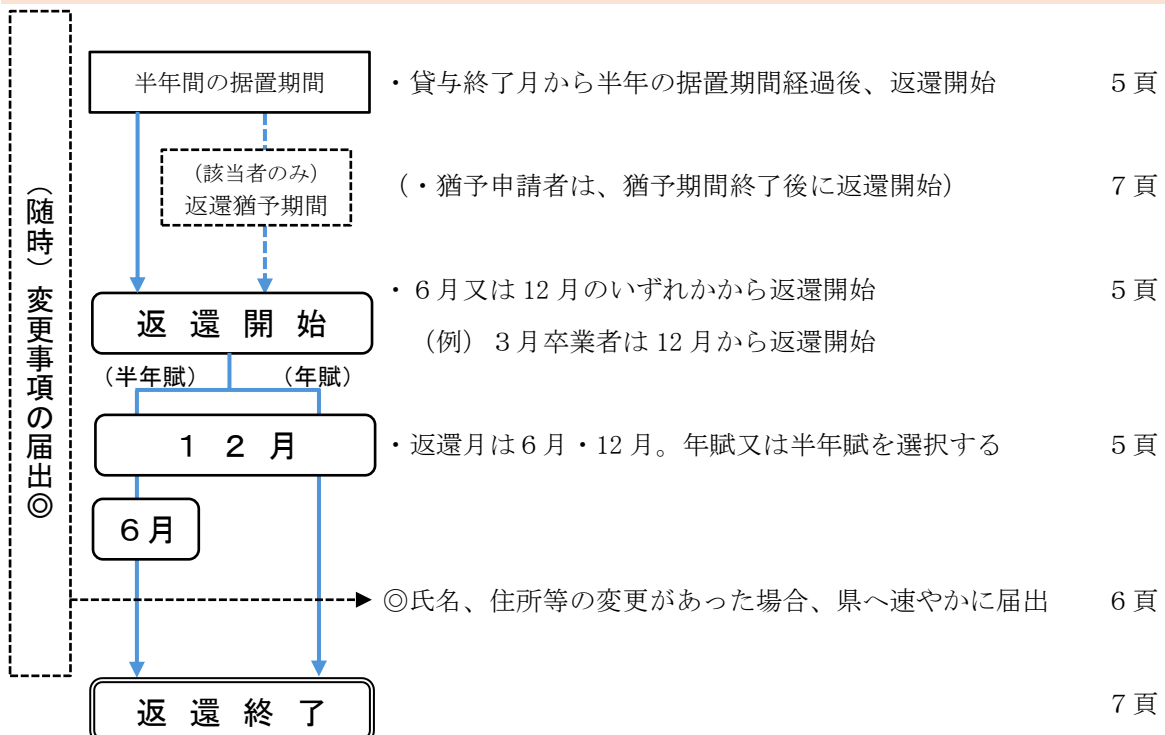 半年間の据置期間
・貸与終了月から半年の据置期間経過後、返還開始 5頁
（該当者のみ）
返還猶予期間
（・猶予申請者は、猶予期間終了後に返還開始） 7頁
（随時）変更事項の届出◎
・６月又は12月のいずれかから返還開始 5頁
返還開始
（例）３月卒業者は12月から返還開始
（半年賦） （年賦）
１２月
・返還月は６月・12月。年賦又は半年賦を選択する 5頁
６月
◎氏名、住所等の変更があった場合、県へ速やかに届出 6頁
返還終了
7頁